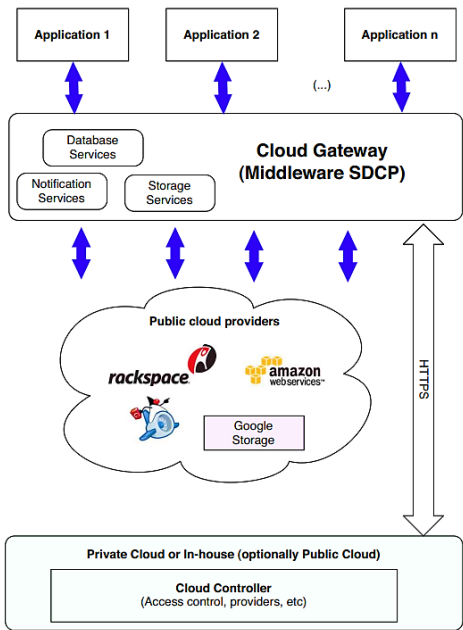 Application 1
Application 2
Application n
(...)
Database
Services
Cloud Gateway
(Middleware SDCP)
Notification
Services
Storage
Services
Public cloud providers
rackspace
amazon
webservices™
Google
Storage
HTTPS
Private Cloud or In-house (optionally Public Cloud)
Cloud Controller
(Access control, providers, etc)